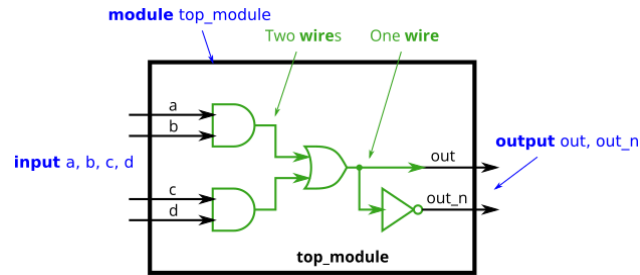 module top_module
Two wires
One wire
a
b
input a, b, c, d
c
d
out
out_n
output out, out_n
top_module